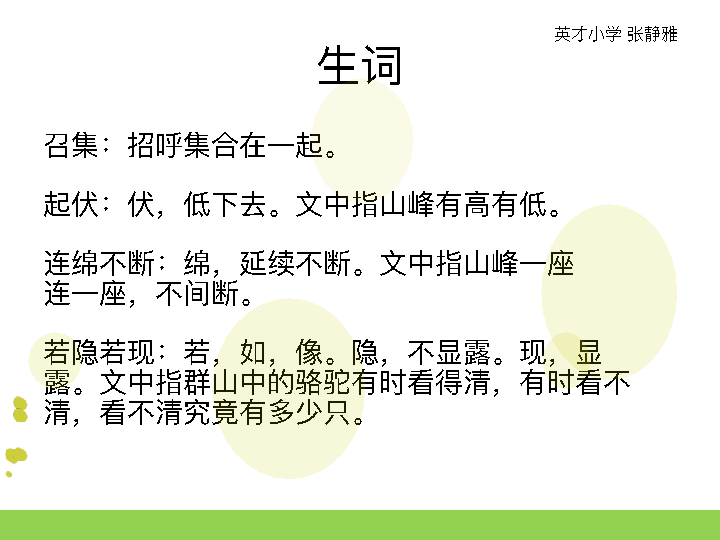 英才小学 张静雅
生词
召集：招呼集合在一起。
起伏：伏，低下去。文中指山峰有高有低。
连绵不断：绵，延续不断。文中指山峰一座
连一座，不间断。
若隐若现：若，如，像。隐，不显露。现，显
露。文中指群山中的骆驼有时看得清，有时看不
清，看不清究竟有多少只。